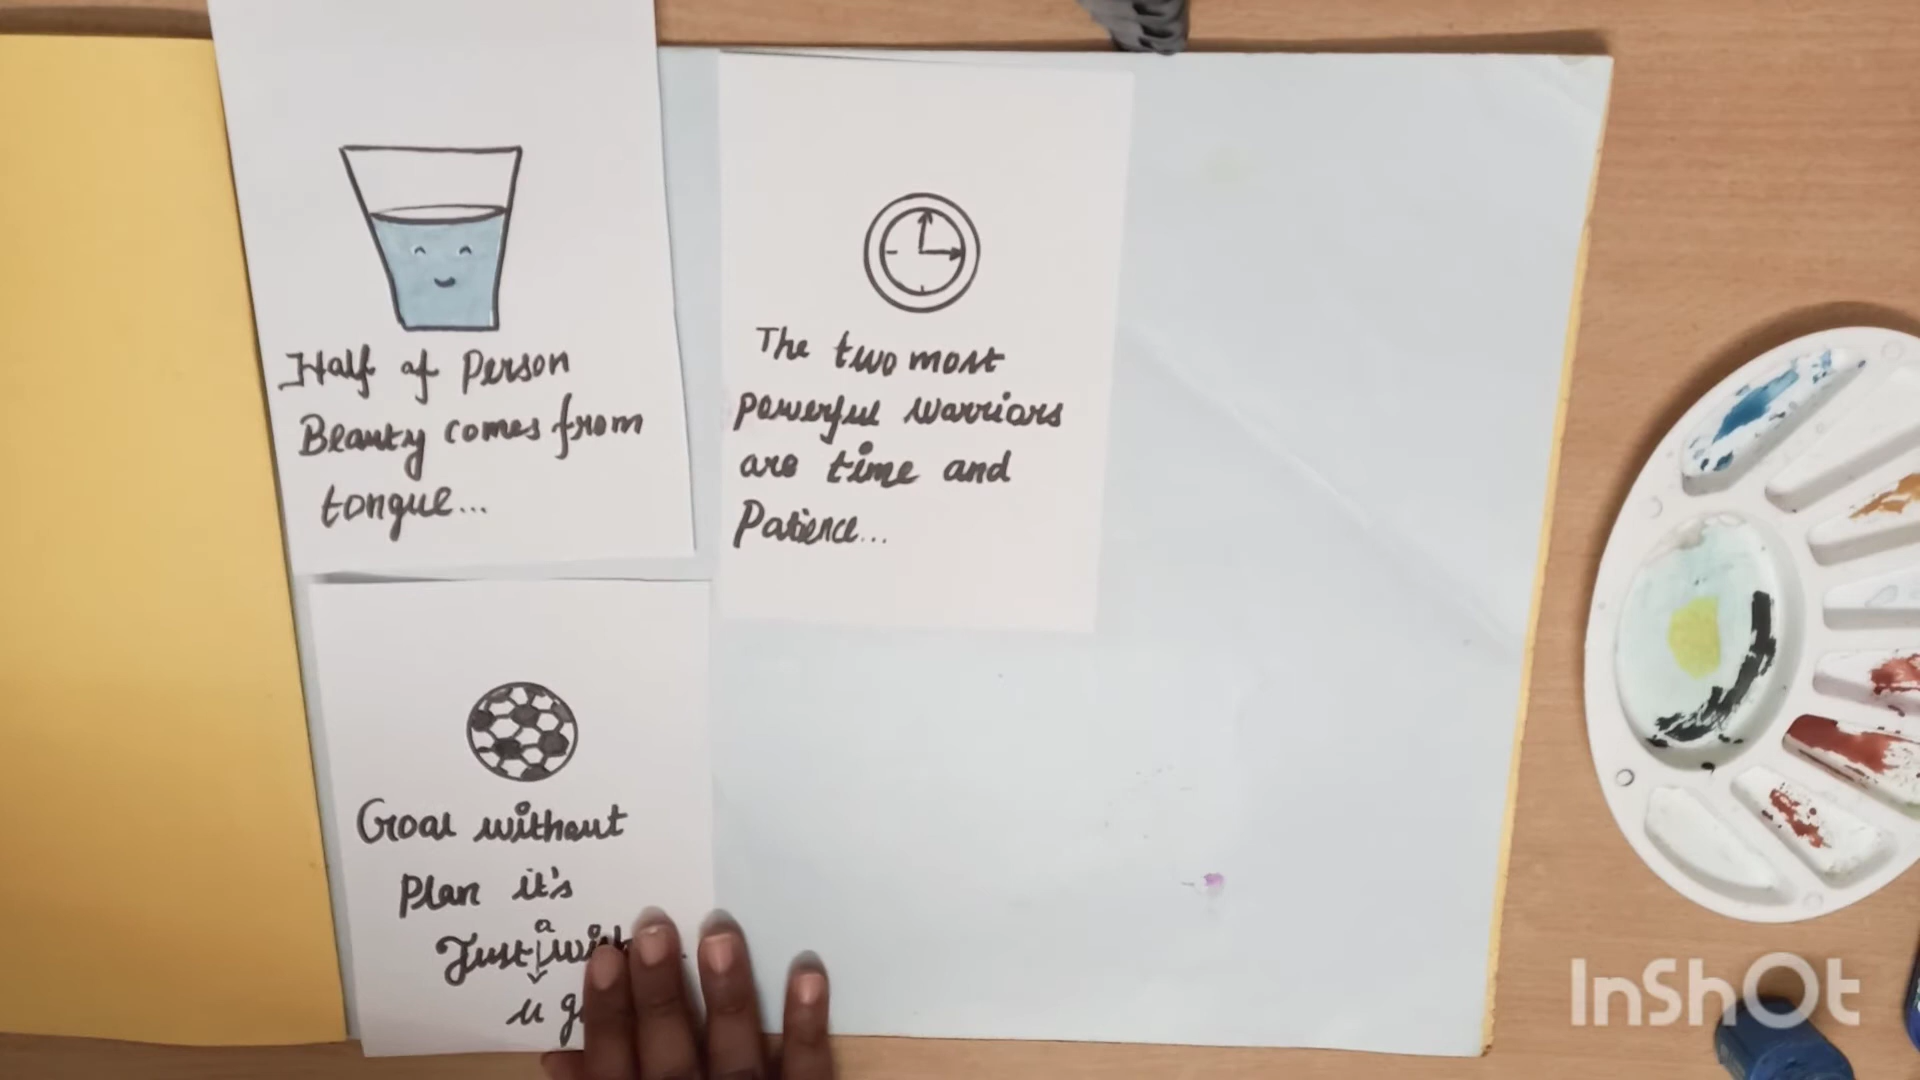 Half of Person
Beauty comes from
tongue...
The two most
powerful warriors
are time and
Patience...
Goal without
Plan it's
a
Just
u
InShOt